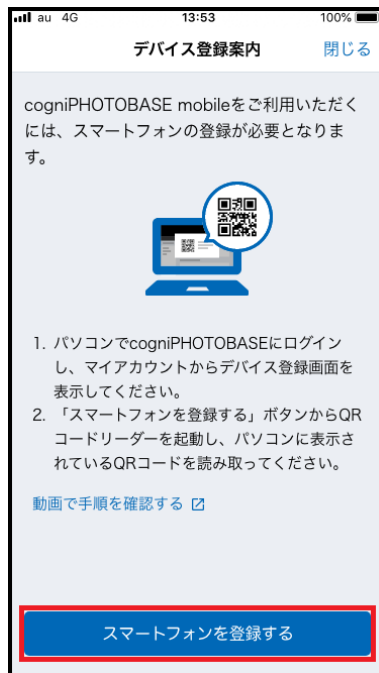 au 4G 13:53 100%
デバイス登録案内 閉じる
cogniPHOTOBASE mobileをご利用いただく
には、スマートフォンの登録が必要となりま
す。
1. パソコンでcogniPHOTOBASEにログイン
し、マイアカウントからデバイス登録画面を
表示してください。
2. 「スマートフォンを登録する」ボタンからQR
コードリーダーを起動し、パソコンに表示さ
れているQRコードを読み取ってください。
動画で手順を確認する
スマートフォンを登録する